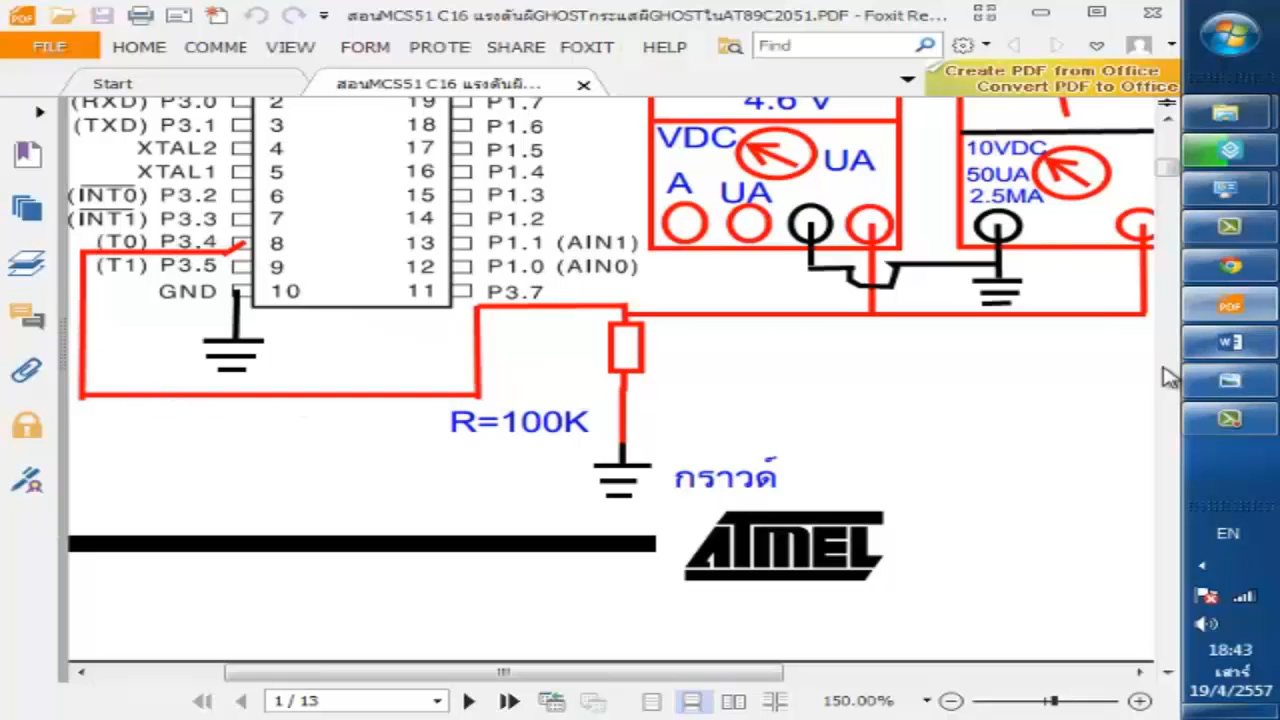 สอนMCS51 C16 แรงดันผีGHOSTกระแสผีGHOSTในAT89C2051.PDF - Foxit Re...
FILE HOME COMME VIEW FORM PROTE SHARE FOXIT HELP Find
Start สอนMCS51 C16 แรงดันผี...
Create PDF from Office
Convert PDF to Office
(RXD) P3.0 2 19 P1.7
(TXD) P3.1 3 18 P1.6
XTAL2 4 17 P1.5
XTAL1 5 16 P1.4
(INT0) P3.2 6 15 P1.3
(INT1) P3.3 7 14 P1.2
(T0) P3.4 8 13 P1.1 (AIN1)
(T1) P3.5 9 12 P1.0 (AIN0)
GND 10 11 P3.7
4.6 V
VDC UA
A UA
10VDC
50UA
2.5MA
R=100K
กราวด์
ATMEL
1 / 13 150.00%
EN
18:43
เสาร์
19/4/2557